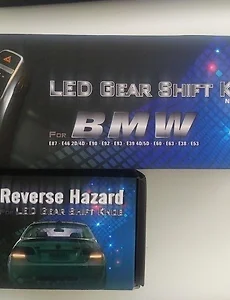 LED GEAR SHIFT K
N
FOR BMW
E87 - E46 2D/4D - E90 - E92 - E93 - E39 4D/5D - E60 - E63 - E38 - E53
Reverse Hazard
LED GEAR SHIFT KNOB